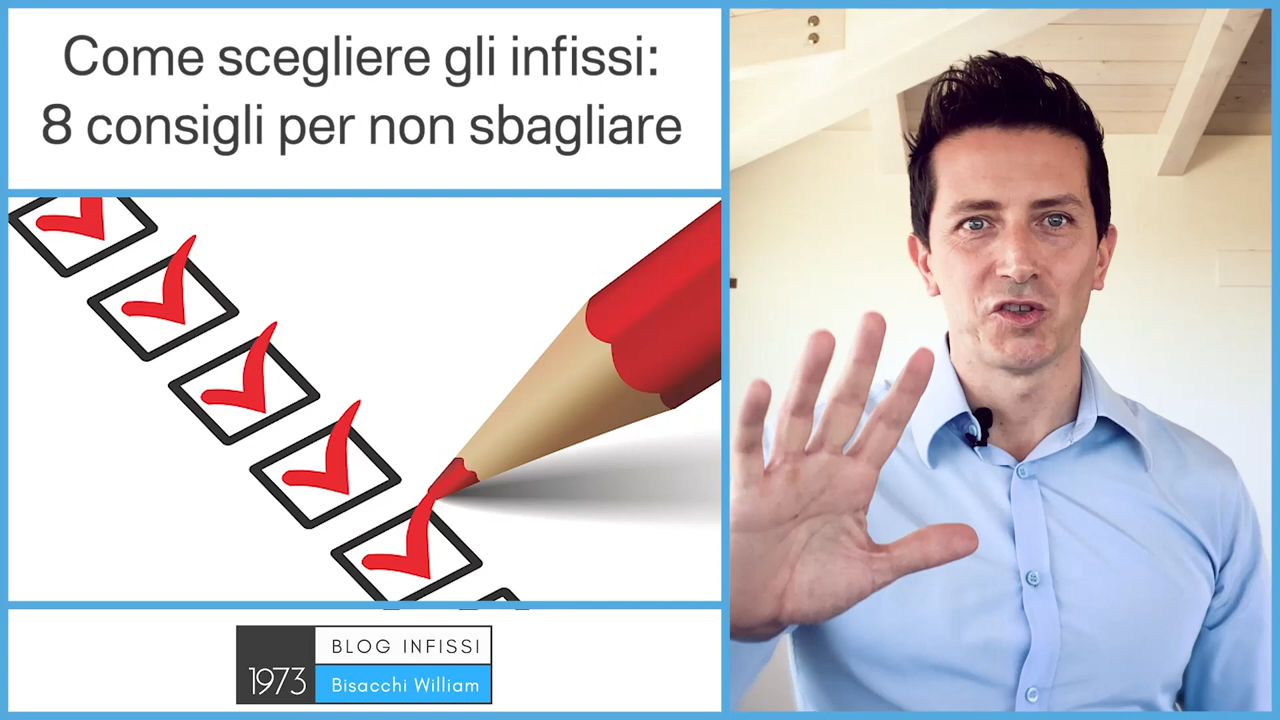 Come scegliere gli infissi:
8 consigli per non sbagliare
1973
BLOG INFISSI
Bisacchi William